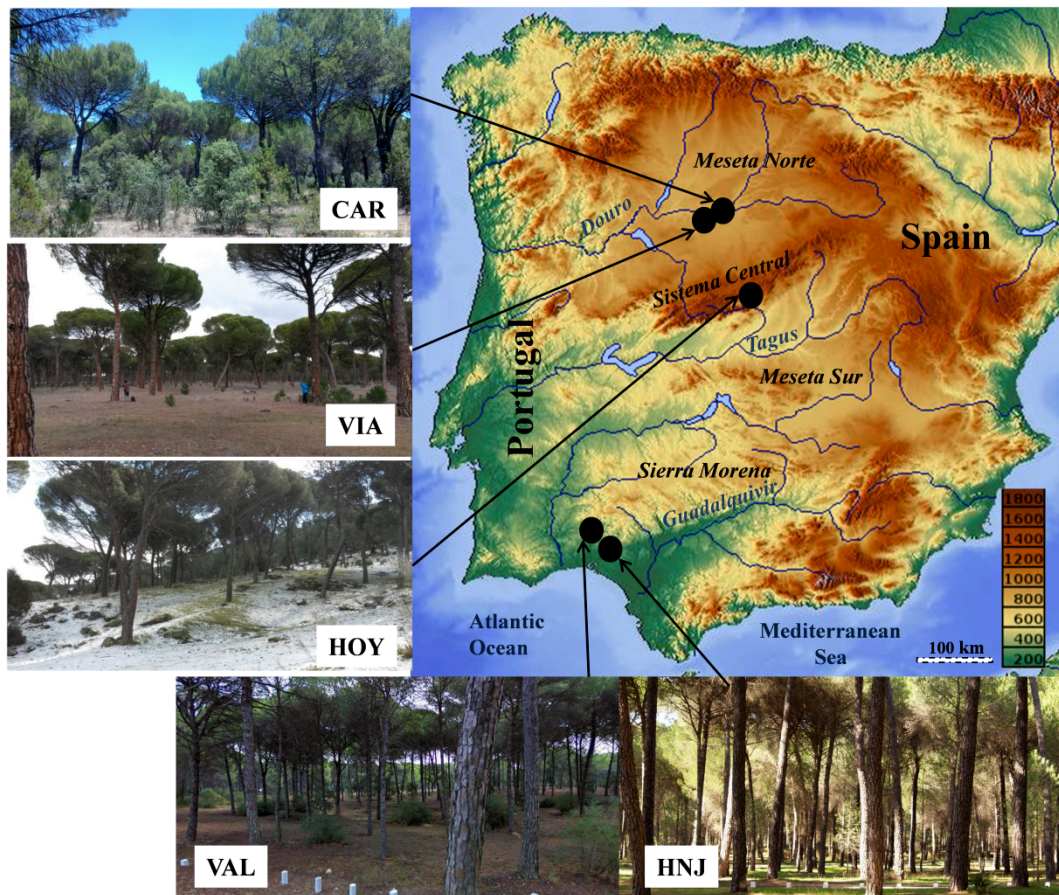 CAR
VIA
HOY
VAL
HNJ
Meseta Norte
Douro
Spain
Sistema Central
Portugal
Tagus
Meseta Sur
Sierra Morena
Guadalquivir
Atlantic
Ocean
Mediterranean
Sea
100 km
1800
1600
1400
1200
1000
800
600
400
200